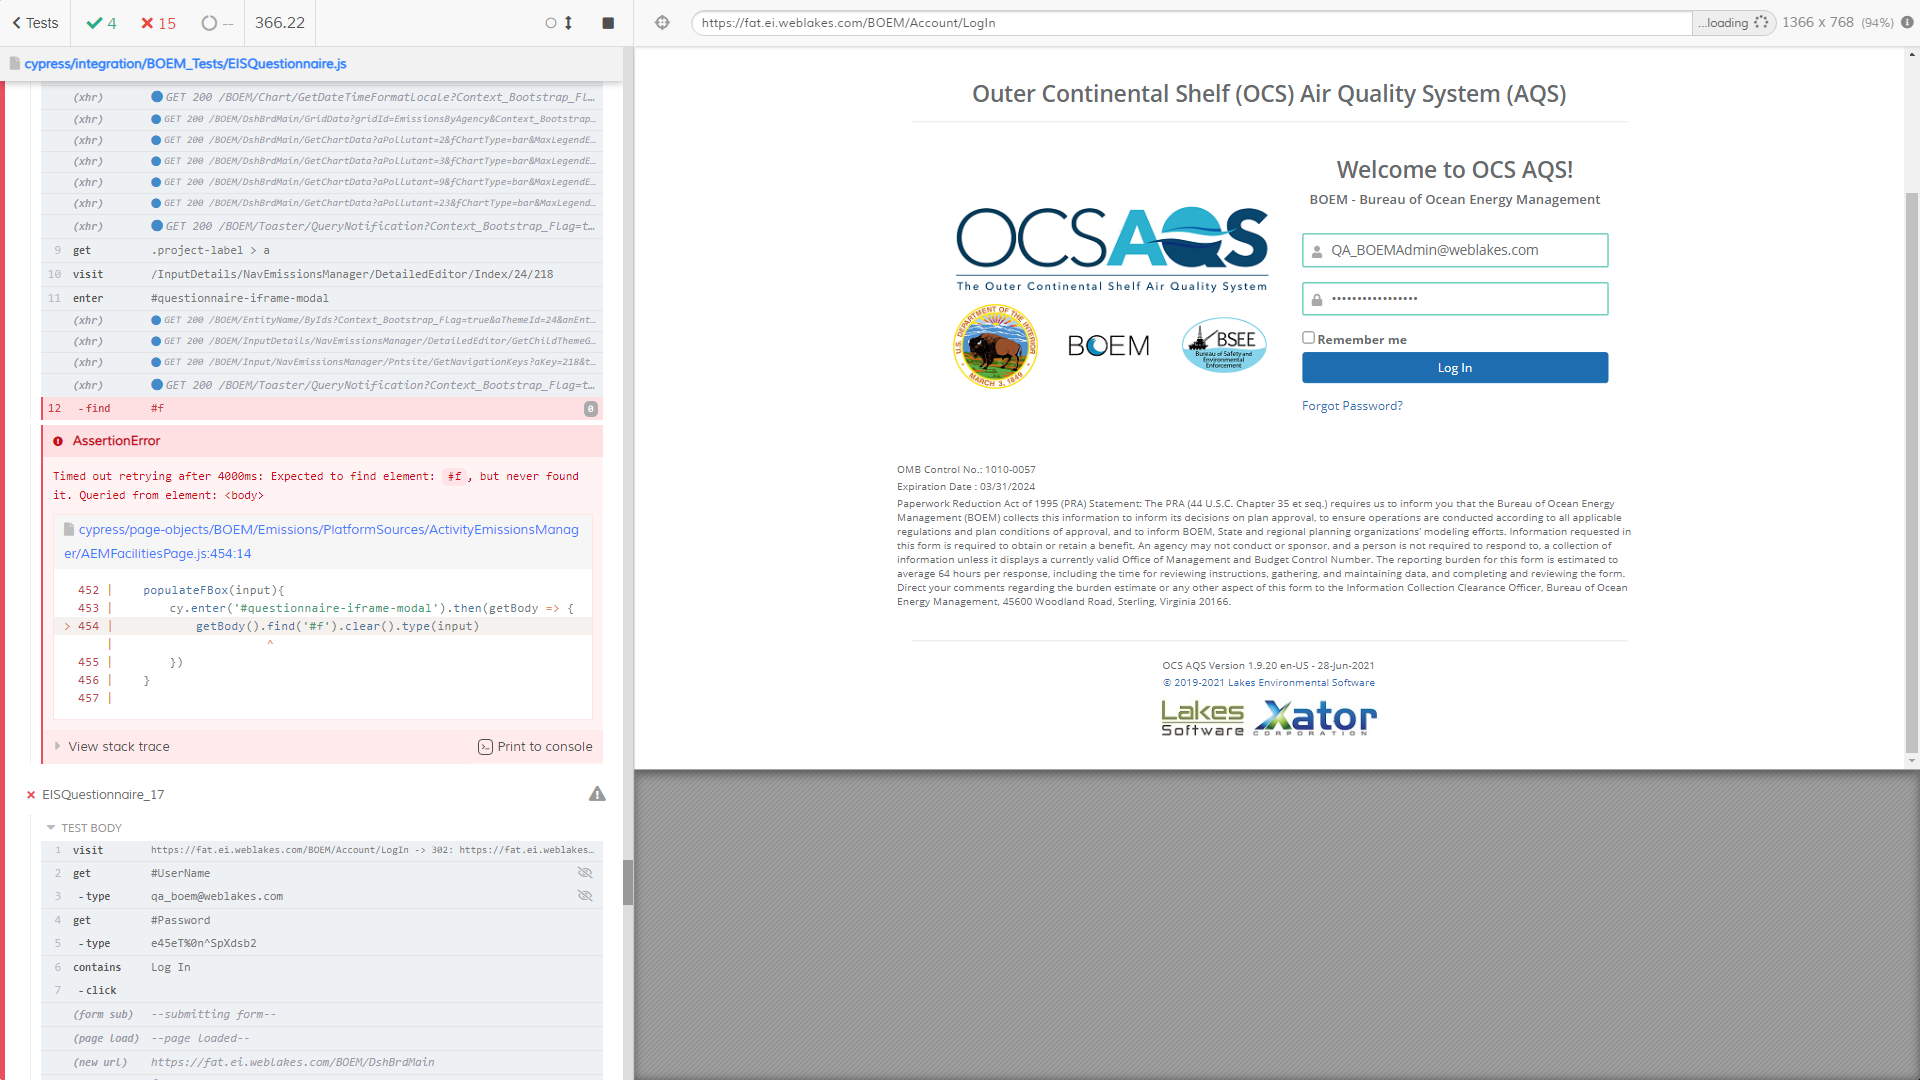 Tests
4
15
--
366.22
https://fat.ei.weblakes.com/BOEM/Account/LogIn
...loading
1366 x 768 (94%)
cypress/integration/BOEM_Tests/EISQuestionnaire.js
(xhr) GET 200 /BOEM/Chart/GetDateTimeFormatLocale?Context_Bootstrap_Fl...
(xhr) GET 200 /BOEM/DshBrdMain/GridData?gridId=EmissionsByAgency&Context_Bootstrap...
(xhr) GET 200 /BOEM/DshBrdMain/GetChartData?aPollutant=2&fChartType=bar&MaxLegendE...
(xhr) GET 200 /BOEM/DshBrdMain/GetChartData?aPollutant=3&fChartType=bar&MaxLegendE...
(xhr) GET 200 /BOEM/DshBrdMain/GetChartData?aPollutant=9&fChartType=bar&MaxLegendE...
(xhr) GET 200 /BOEM/DshBrdMain/GetChartData?aPollutant=23&fChartType=bar&MaxLegend...
(xhr) GET 200 /BOEM/Toaster/QueryNotification?Context_Bootstrap_Flag=t...
9 get .project-label > a
10 visit /InputDetails/NavEmissionsManager/DetailedEditor/Index/24/218
11 enter #questionnaire-iframe-modal
(xhr) GET 200 /BOEM/EntityName/ByIds?Context_Bootstrap_Flag=true&aThemeId=24&anEnt...
(xhr) GET 200 /BOEM/InputDetails/NavEmissionsManager/DetailedEditor/GetChildThemeG...
(xhr) GET 200 /BOEM/Input/NavEmissionsManager/Pntsite/GetNavigationKeys?aKey=218&t...
(xhr) GET 200 /BOEM/Toaster/QueryNotification?Context_Bootstrap_Flag=t...
12 -find #f 0
AssertionError
Timed out retrying after 4000ms: Expected to find element: #f, but never found
it. Queried from element: <body>
cypress/page-objects/BOEM/Emissions/PlatformSources/ActivityEmissionsManag
er/AEMFacilitiesPage.js:454:14
452 | populateFBox(input){
453 | cy.enter('#questionnaire-iframe-modal').then(getBody => {
> 454 | getBody().find('#f').clear().type(input)
| ^
455 | })
456 | }
457 |
View stack trace
Print to console
EISQuestionnaire_17
TEST BODY
1 visit https://fat.ei.weblakes.com/BOEM/Account/LogIn -> 302: https://fat.ei.weblakes...
2 get #UserName
3 -type qa_boem@weblakes.com
4 get #Password
5 -type e45eT%0n^SpXdsb2
6 contains Log In
7 -click
(form sub) --submitting form--
(page load) --page loaded--
(new url) https://fat.ei.weblakes.com/BOEM/DshBrdMain
Outer Continental Shelf (OCS) Air Quality System (AQS)
OCSAQS
The Outer Continental Shelf Air Quality System
U.S. DEPARTMENT OF THE INTERIOR
MARCH 3, 1849
BOEM
BSEE
Bureau of Safety and
Environmental
Enforcement
Welcome to OCS AQS!
BOEM - Bureau of Ocean Energy Management
QA_BOEMAdmin@weblakes.com
•••••••••••••••••
Remember me
Log In
Forgot Password?
OMB Control No.: 1010-0057
Expiration Date : 03/31/2024
Paperwork Reduction Act of 1995 (PRA) Statement: The PRA (44 U.S.C. Chapter 35 et seq.) requires us to inform you that the Bureau of Ocean Energy
Management (BOEM) collects this information to inform its decisions on plan approval, to ensure operations are conducted according to all applicable
regulations and plan conditions of approval, and to inform BOEM, State and regional planning organizations' modeling efforts. Information requested in
this form is required to obtain or retain a benefit. An agency may not conduct or sponsor, and a person is not required to respond to, a collection of
information unless it displays a currently valid Office of Management and Budget Control Number. The reporting burden for this form is estimated to
average 64 hours per response, including the time for reviewing instructions, gathering, and maintaining data, and completing and reviewing the form.
Direct your comments regarding the burden estimate or any other aspect of this form to the Information Collection Clearance Officer, Bureau of Ocean
Energy Management, 45600 Woodland Road, Sterling, Virginia 20166.
OCS AQS Version 1.9.20 en-US - 28-Jun-2021
© 2019-2021 Lakes Environmental Software
Lakes
Software
Xator
CORPORATION